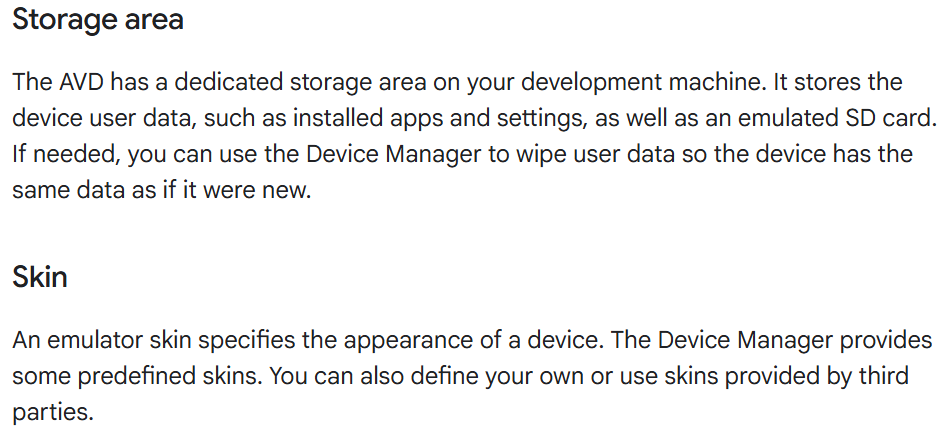 Storage area
The AVD has a dedicated storage area on your development machine. It stores the
device user data, such as installed apps and settings, as well as an emulated SD card.
If needed, you can use the Device Manager to wipe user data so the device has the
same data as if it were new.
Skin
An emulator skin specifies the appearance of a device. The Device Manager provides
some predefined skins. You can also define your own or use skins provided by third
parties.